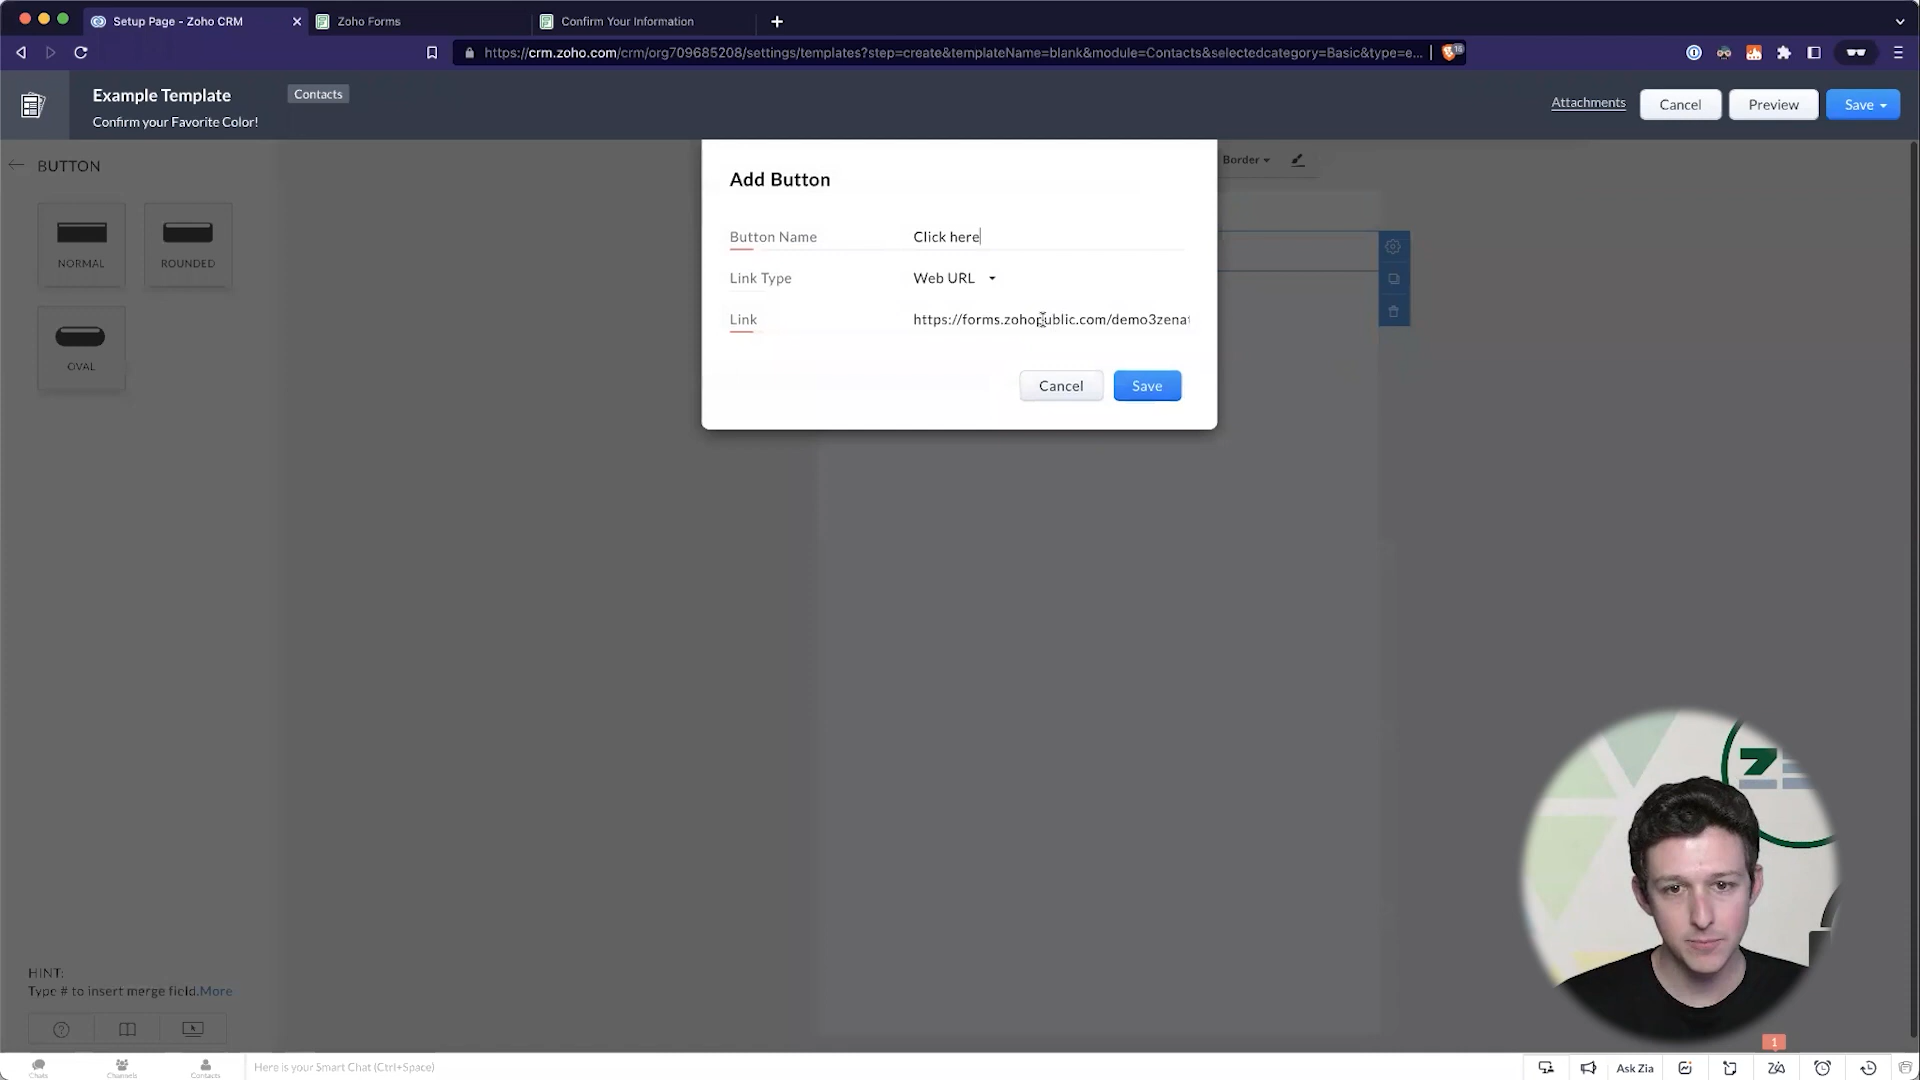 Setup Page - Zoho CRM
Zoho Forms
Confirm Your Information
https://crm.zoho.com/crm/org709685208/settings/templates?step=create&templateName=blank&module=Contacts&selectedcategory=Basic&type=e...
Example Template
Contacts
Confirm your Favorite Color!
Attachments
Cancel
Preview
Save
BUTTON
Border
Add Button
NORMAL
ROUNDED
OVAL
Button Name
Click here
Link Type
Web URL
Link
https://forms.zohopublic.com/demo3zenat
Cancel
Save
HINT:
Type # to insert merge field.More
Chats
Channels
Contacts
Here is your Smart Chat (Ctrl+Space)
1
Ask Zia